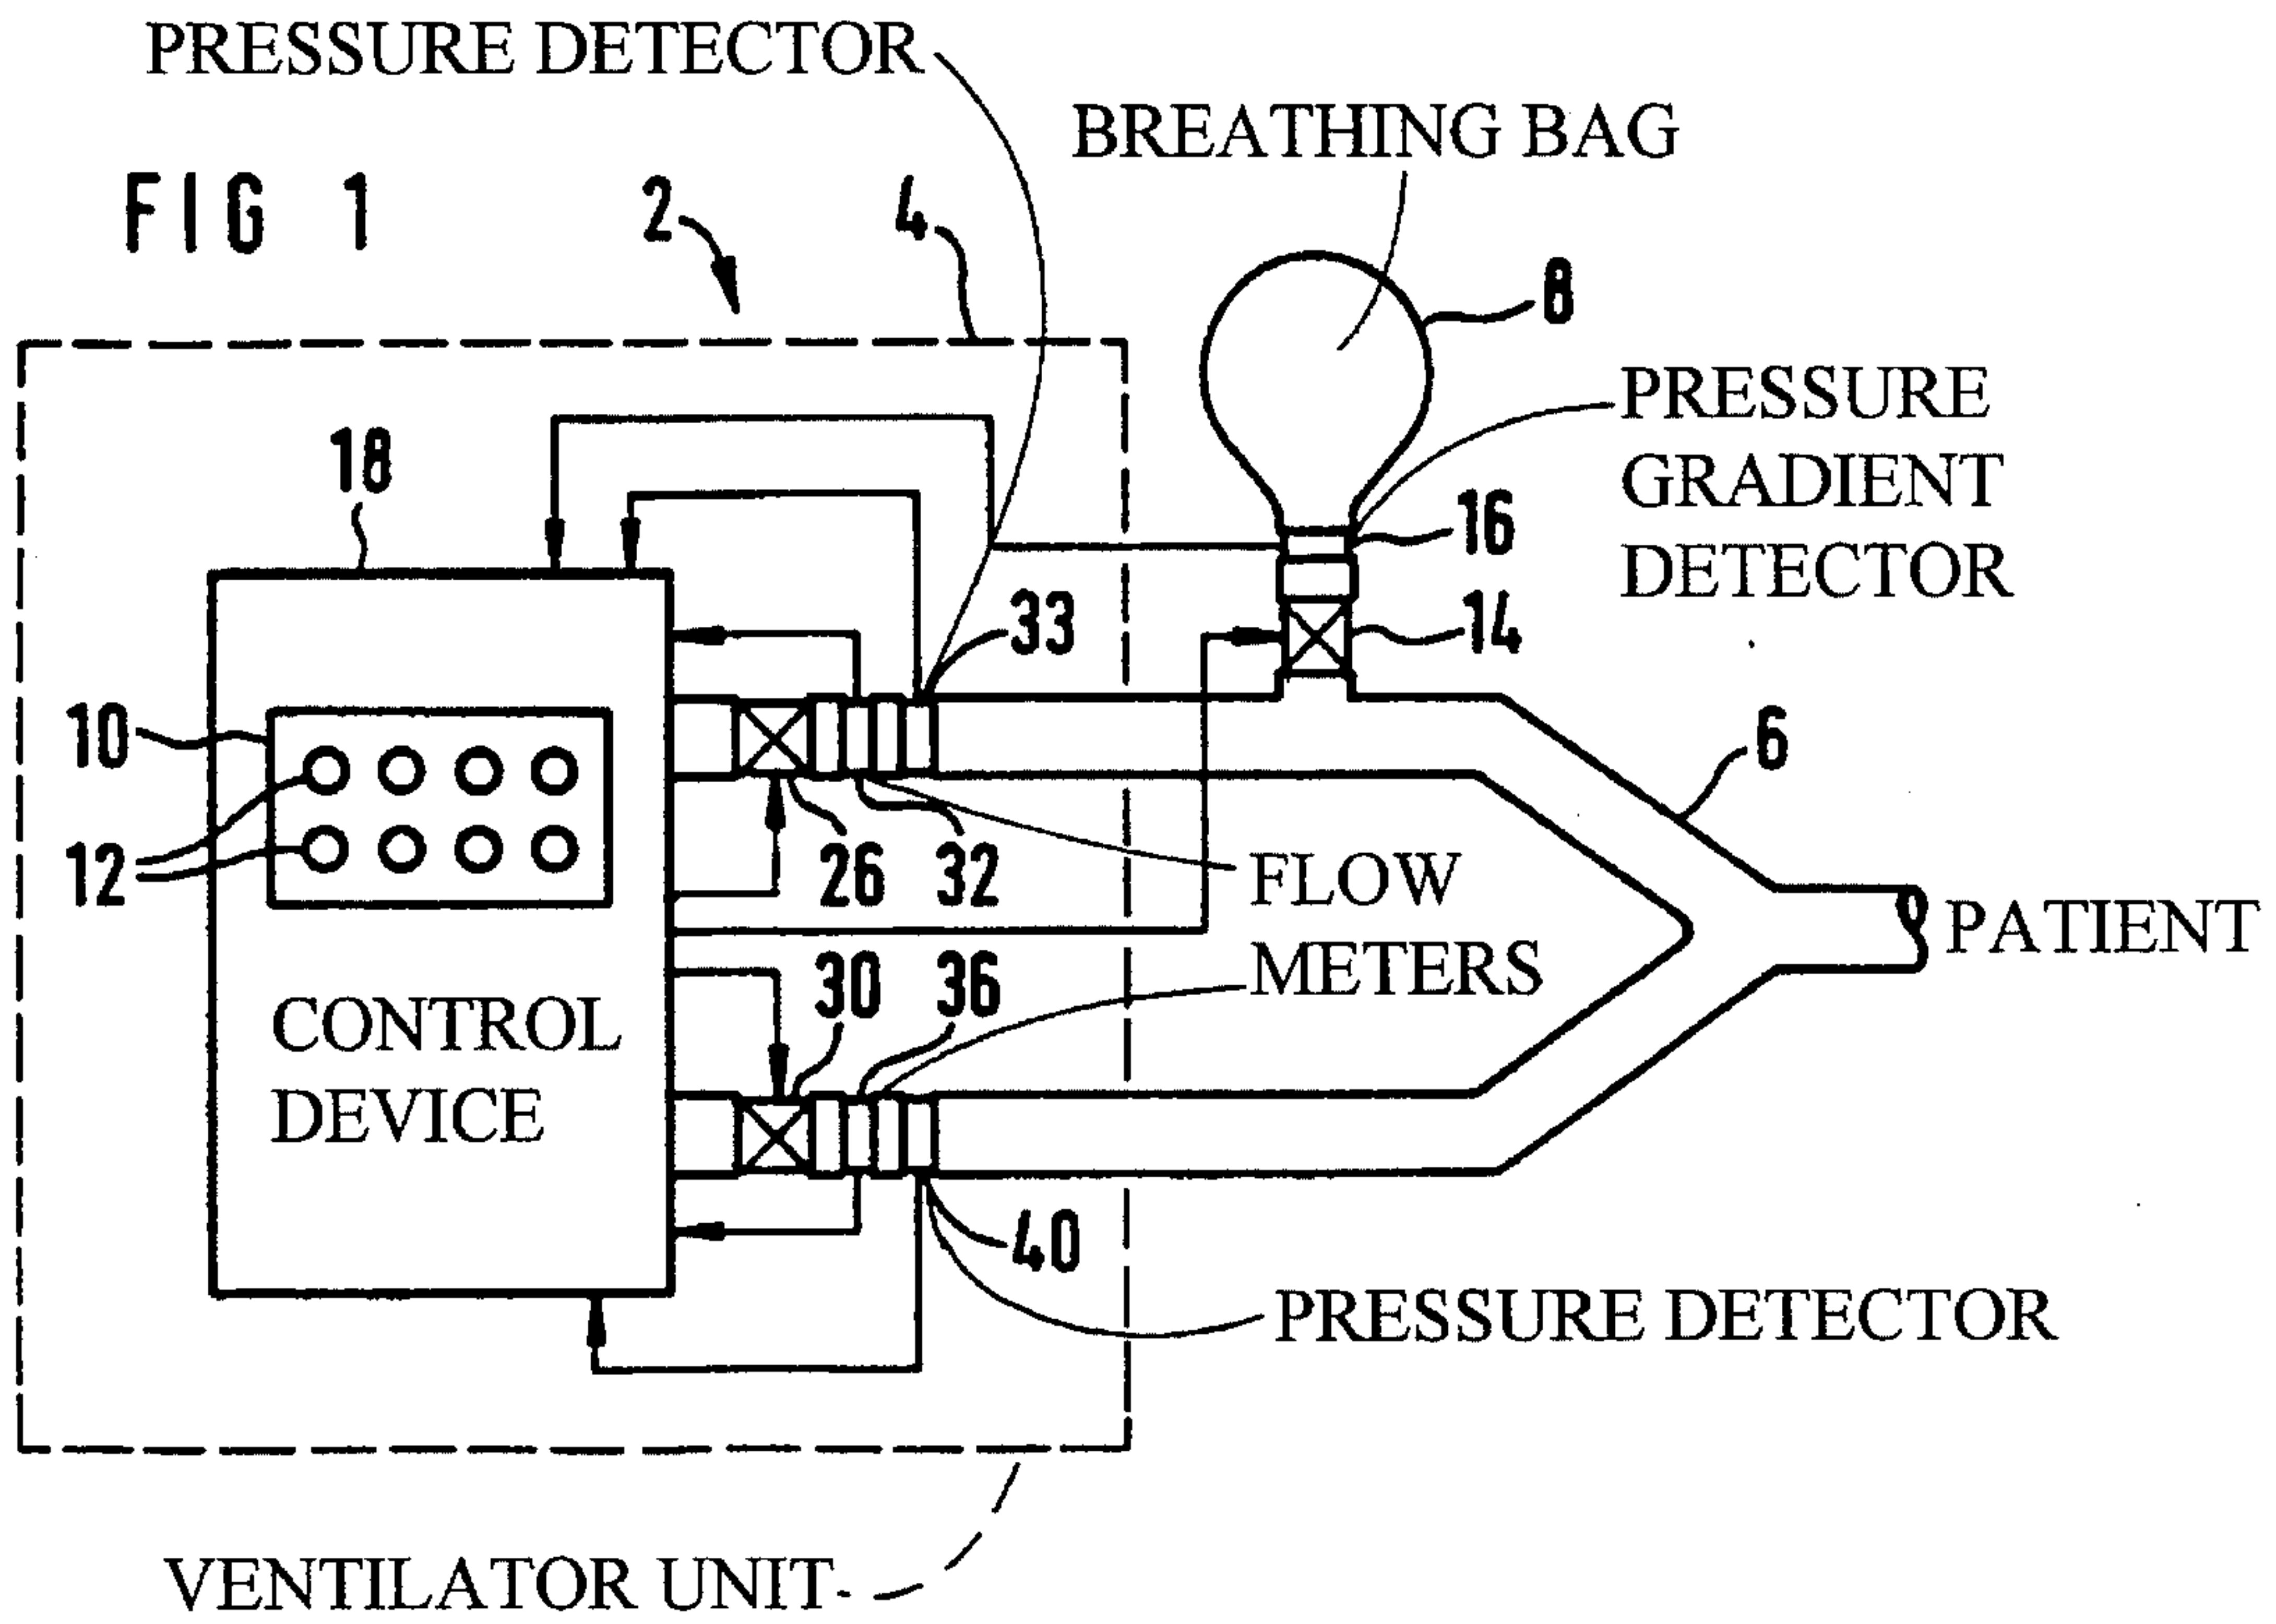 PRESSURE DETECTOR
BREATHING BAG
FIG 1
2
4
8
PRESSURE
GRADIENT
DETECTOR
18
16
33
14
10
6
12
26
32
FLOW
METERS
PATIENT
30
36
CONTROL
DEVICE
40
PRESSURE DETECTOR
VENTILATOR UNIT